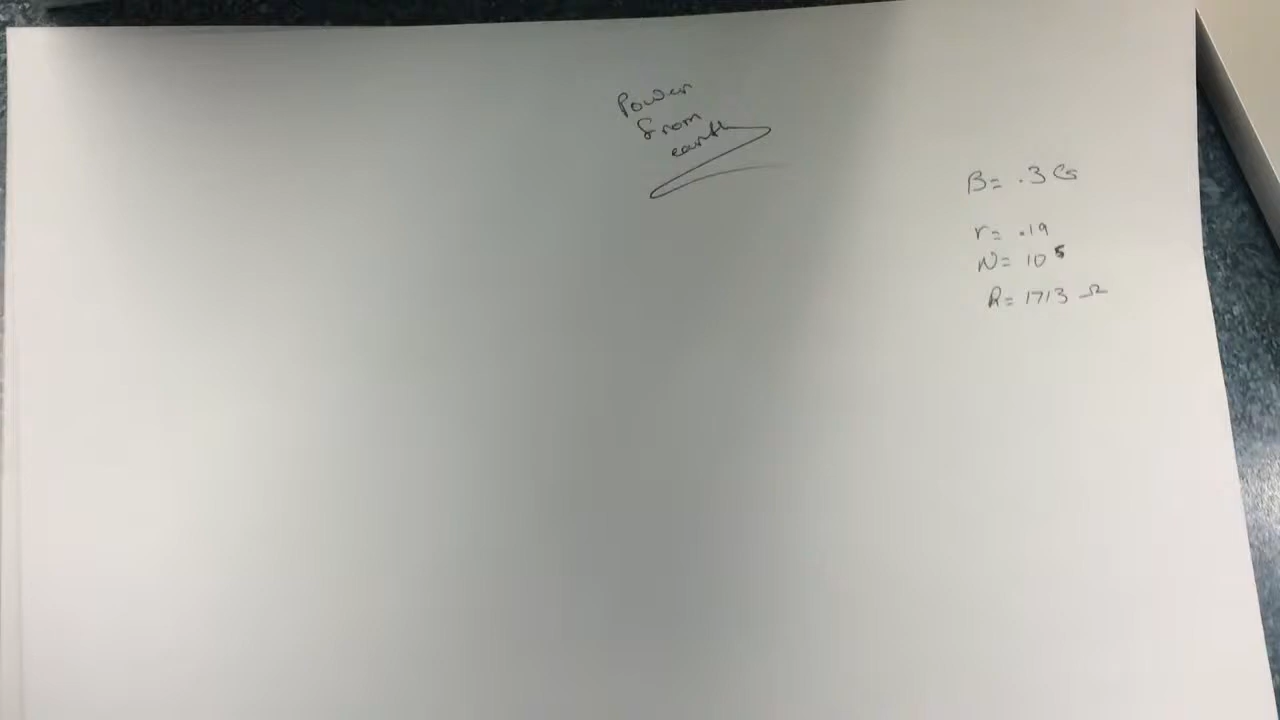 Power
from
earth
B = .3 G
r = .19
N = 10⁵
R = 1713 Ω